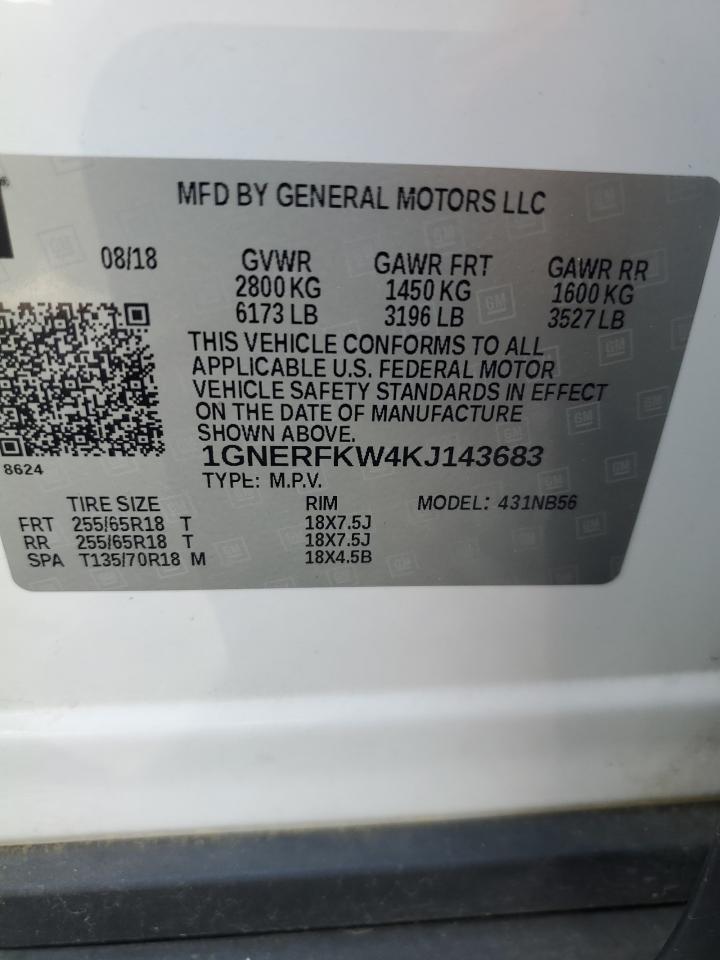 MFD BY GENERAL MOTORS LLC
08/18 GVWR GAWR FRT GAWR RR
2800 KG 1450 KG 1600 KG
6173 LB 3196 LB 3527 LB
THIS VEHICLE CONFORMS TO ALL
APPLICABLE U.S. FEDERAL MOTOR
VEHICLE SAFETY STANDARDS IN EFFECT
ON THE DATE OF MANUFACTURE
SHOWN ABOVE.
8624
1GNERFKW4KJ143683
TYPE: M.P.V.
TIRE SIZE RIM MODEL: 431NB56
FRT 255/65R18 T 18X7.5J
RR 255/65R18 T 18X7.5J
SPA T135/70R18 M 18X4.5B
GM